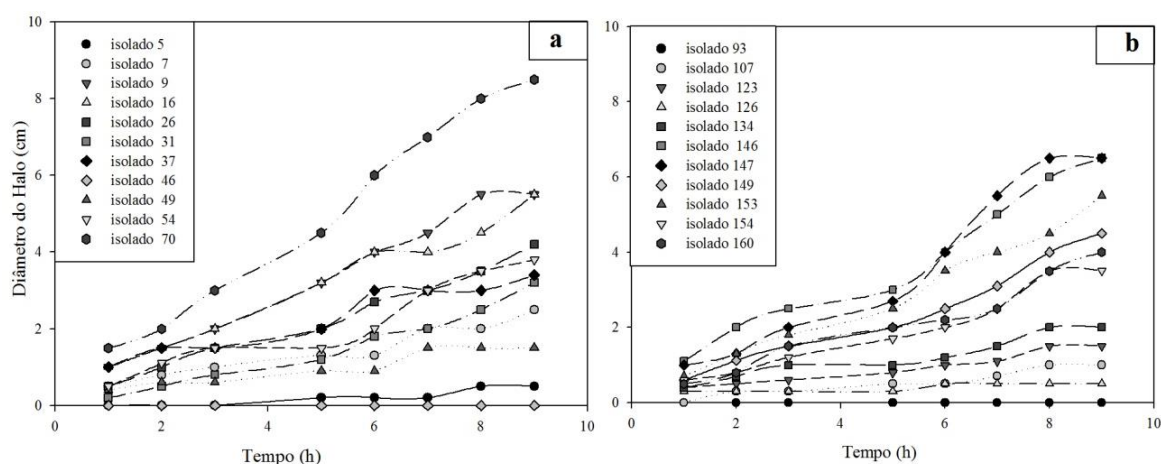 10
8
6
4
2
0
Diâmetro do Halo (cm)
isolado 5
isolado 7
isolado 9
isolado 16
isolado 26
isolado 31
isolado 37
isolado 46
isolado 49
isolado 54
isolado 70
a
0 2 4 6 8 10
Tempo (h)
10
8
6
4
2
0
isolado 93
isolado 107
isolado 123
isolado 126
isolado 134
isolado 146
isolado 147
isolado 149
isolado 153
isolado 154
isolado 160
b
0 2 4 6 8 10
Tempo (h)